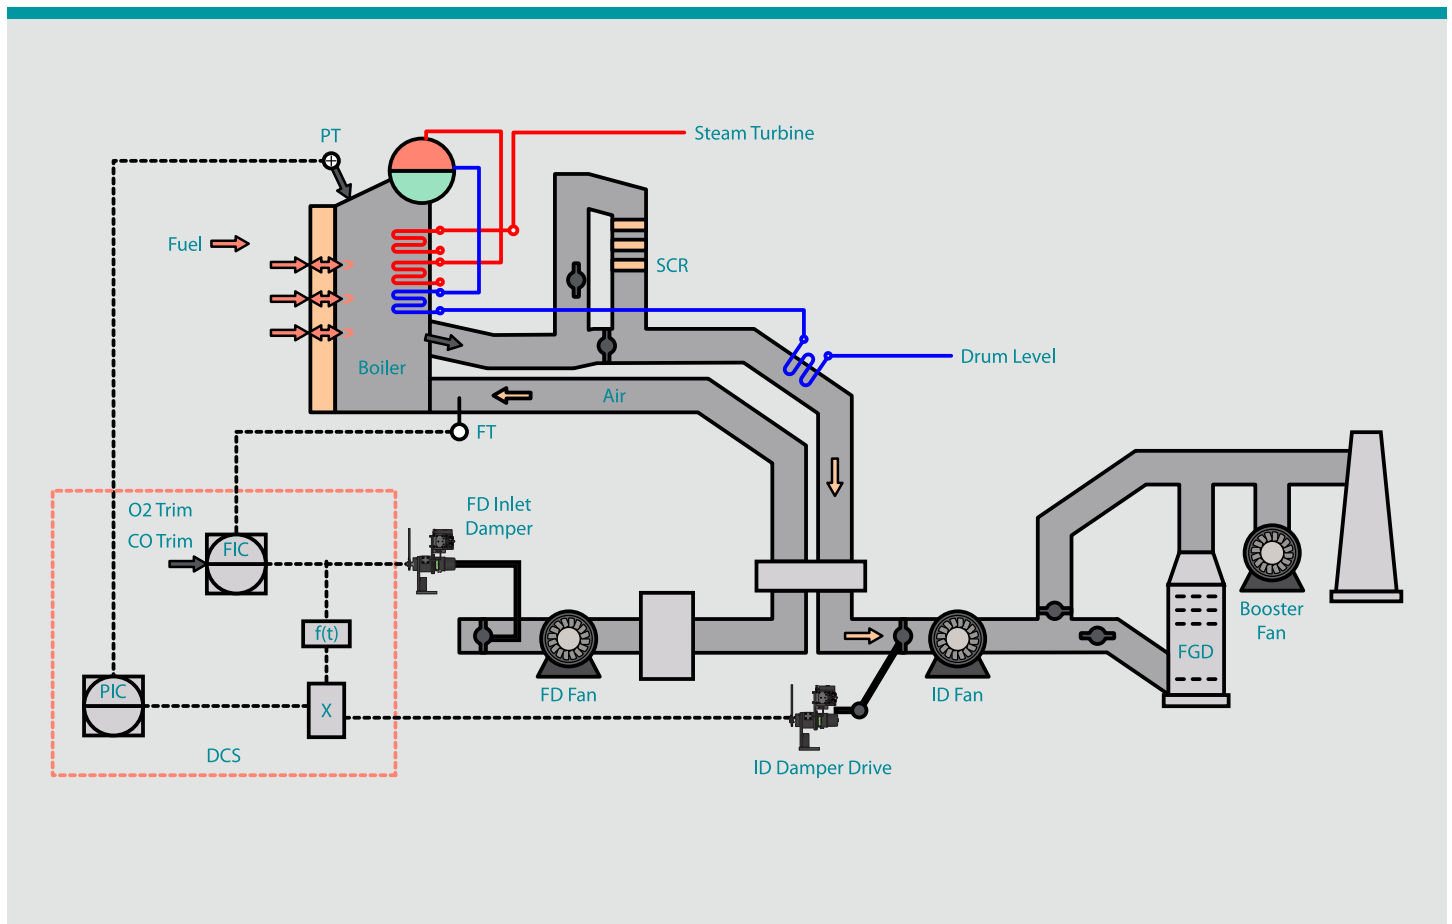 PT
Steam Turbine
Fuel
SCR
Boiler
Drum Level
Air
FT
O2 Trim
CO Trim
FIC
FD Inlet
Damper
f(t)
PIC
X
DCS
FD Fan
ID Fan
ID Damper Drive
FGD
Booster
Fan